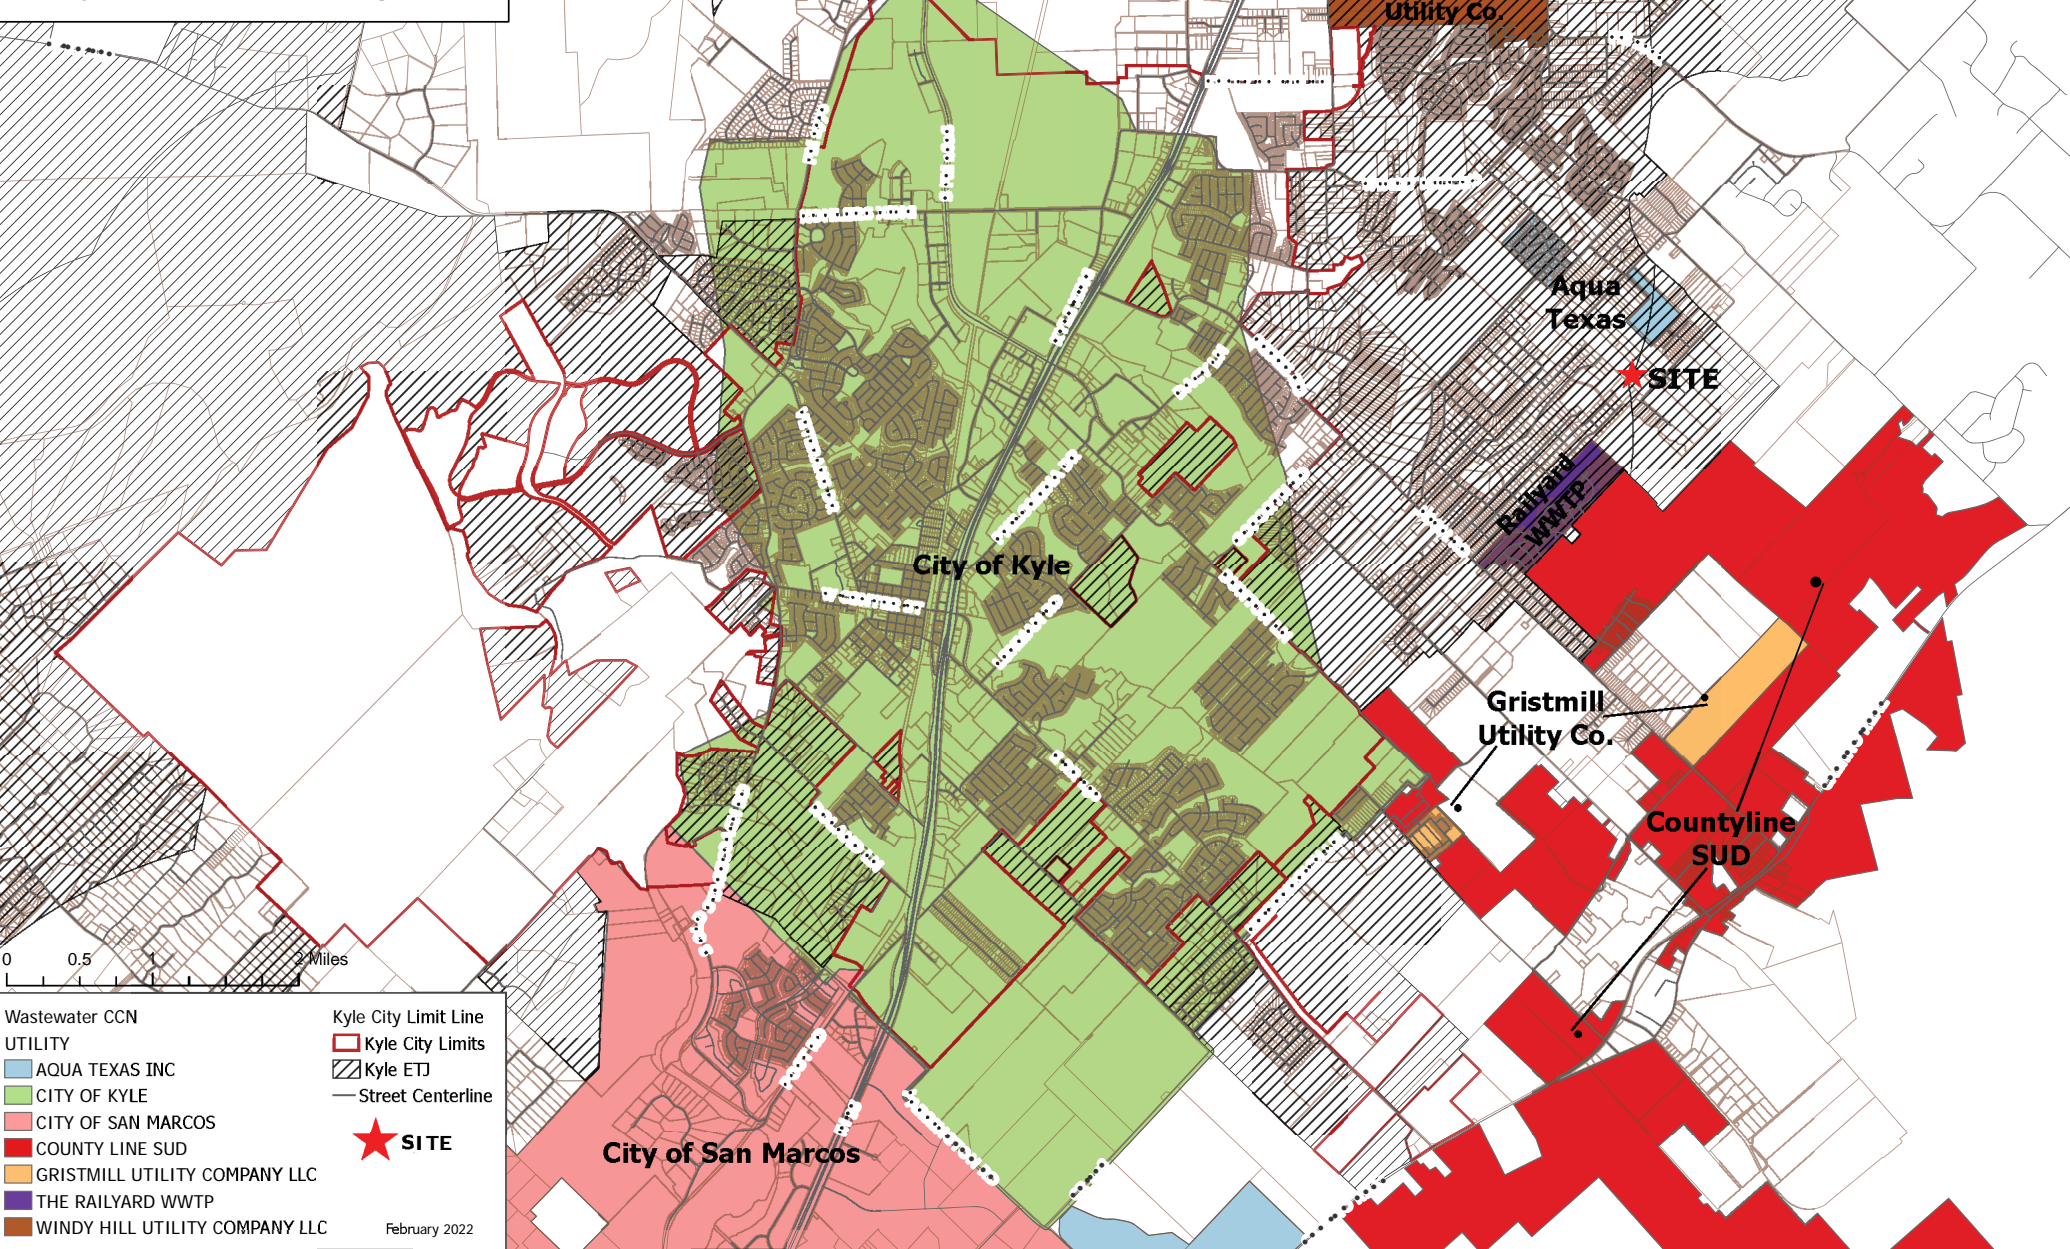 Utility Co.
Aqua
Texas
SITE
Railyard
WWTP
City of Kyle
Gristmill
Utility Co.
Countyline
SUD
City of San Marcos
0 0.5 1 2 Miles
Wastewater CCN
UTILITY
AQUA TEXAS INC
CITY OF KYLE
CITY OF SAN MARCOS
COUNTY LINE SUD
GRISTMILL UTILITY COMPANY LLC
THE RAILYARD WWTP
WINDY HILL UTILITY COMPANY LLC
Kyle City Limit Line
Kyle City Limits
Kyle ETJ
Street Centerline
SITE
February 2022